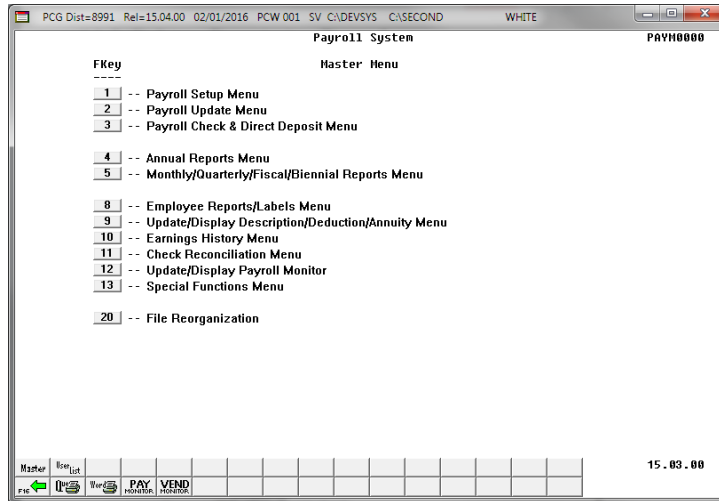 PCG Dist=8991 Rel=15.04.00 02/01/2016 PCW 001 SV C:\DEVSYS C:\SECOND WHITE
Payroll System PAYM0000
FKey Master Menu
----
1 -- Payroll Setup Menu
2 -- Payroll Update Menu
3 -- Payroll Check & Direct Deposit Menu
4 -- Annual Reports Menu
5 -- Monthly/Quarterly/Fiscal/Biennial Reports Menu
8 -- Employee Reports/Labels Menu
9 -- Update/Display Description/Deduction/Annuity Menu
10 -- Earnings History Menu
11 -- Check Reconciliation Menu
12 -- Update/Display Payroll Monitor
13 -- Special Functions Menu
20 -- File Reorganization
Master User List 15.03.00
F16 Que Word PAY MONITOR VEND MONITOR